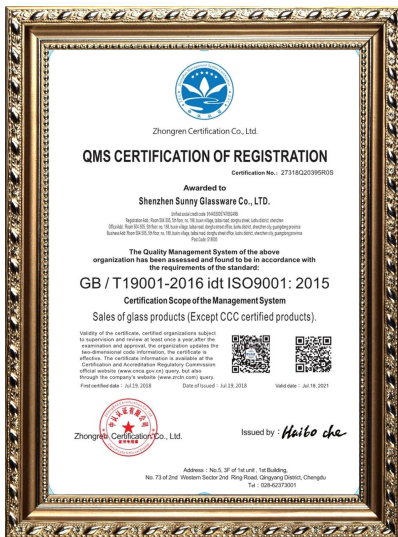 Zhongren Certification Co., Ltd.
QMS CERTIFICATION OF REGISTRATION
Certification No.: 27318Q20395R0S
Awarded to
Shenzhen Sunny Glassware Co., LTD.
Unified social credit code:
The Quality Management System of the above
organization has been assessed and found to be in accordance with
the requirements of the standard:
GB / T19001-2016 idt ISO9001: 2015
Certification Scope of the Management System
Sales of glass products (Except CCC certified products).
Validity of the certificate, certified organizations subject
to supervision and review at least once a year,after the
examination and approval, the organization updates the
two-dimensional code information, the certificate is
effective. The certificate information is available at the
Certification and Accreditation Regulatory Commission
official website (www.cnca.gov.cn) query, but also
through the company's website (www.zrcln.com) query.
First certified date : Jul.19, 2018 Date of Issued : Jul.19, 2018 Valid date : Jul 18, 2021
Zhongren Certification Co., Ltd.
Issued by : Haibo che
Address : No.5, 3F of 1st unit , 1st Building,
No. 73 of 2nd Western Sector 2nd Ring Road, Qingyang District, Chengdu
Tel : 028-62373001